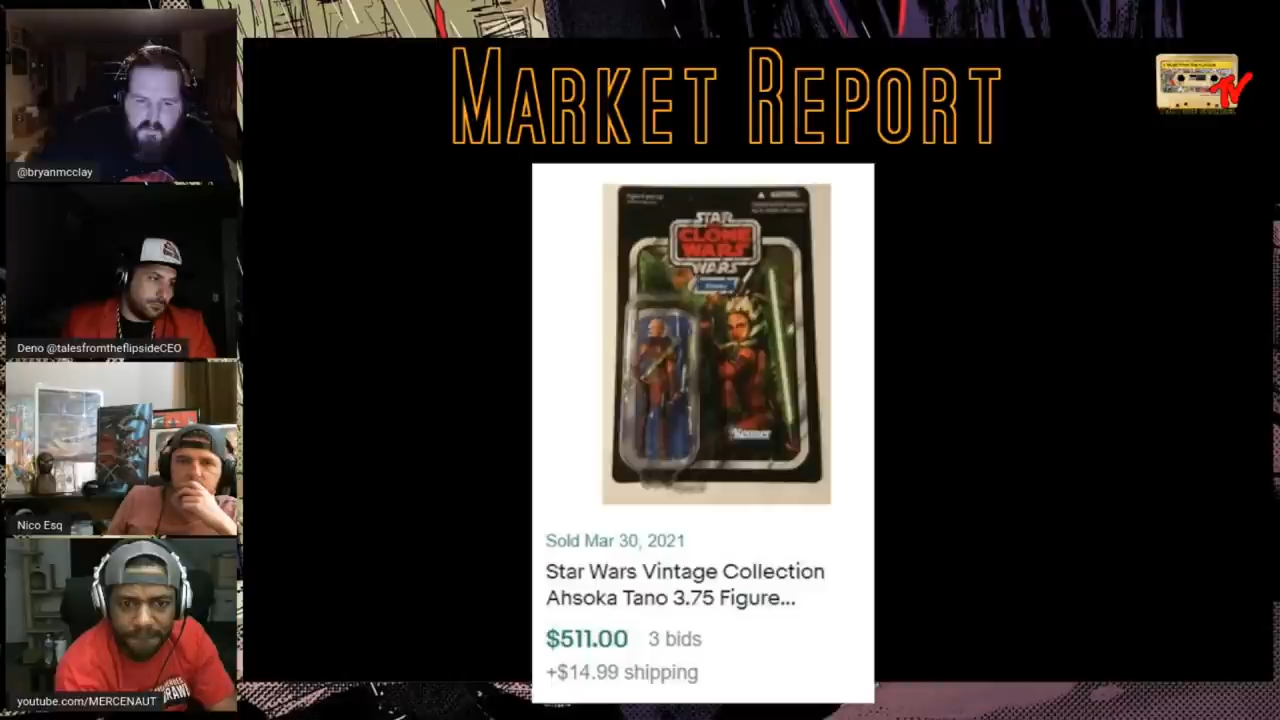 MARKET REPORT
TV
@bryanmcclay
Deno @talesfromtheflipsideCEO
Nico Esq
youtube.com/MERCENAUT
STAR
CLONE
WARS
WARS
Kenner
Sold Mar 30, 2021
Star Wars Vintage Collection
Ahsoka Tano 3.75 Figure...
$511.00 3 bids
+$14.99 shipping